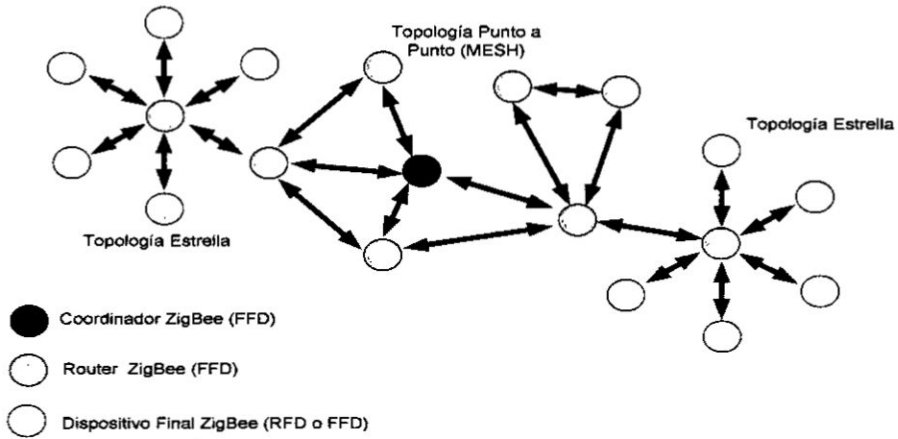 Topología Punto a
Punto (MESH)
Topología Estrella
Topología Estrella
Coordinador ZigBee (FFD)
Router ZigBee (FFD)
Dispositivo Final ZigBee (RFD o FFD)